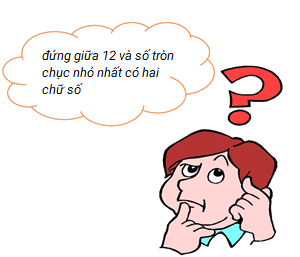 đứng giữa 12 và số tròn
chục nhỏ nhất có hai
chữ số